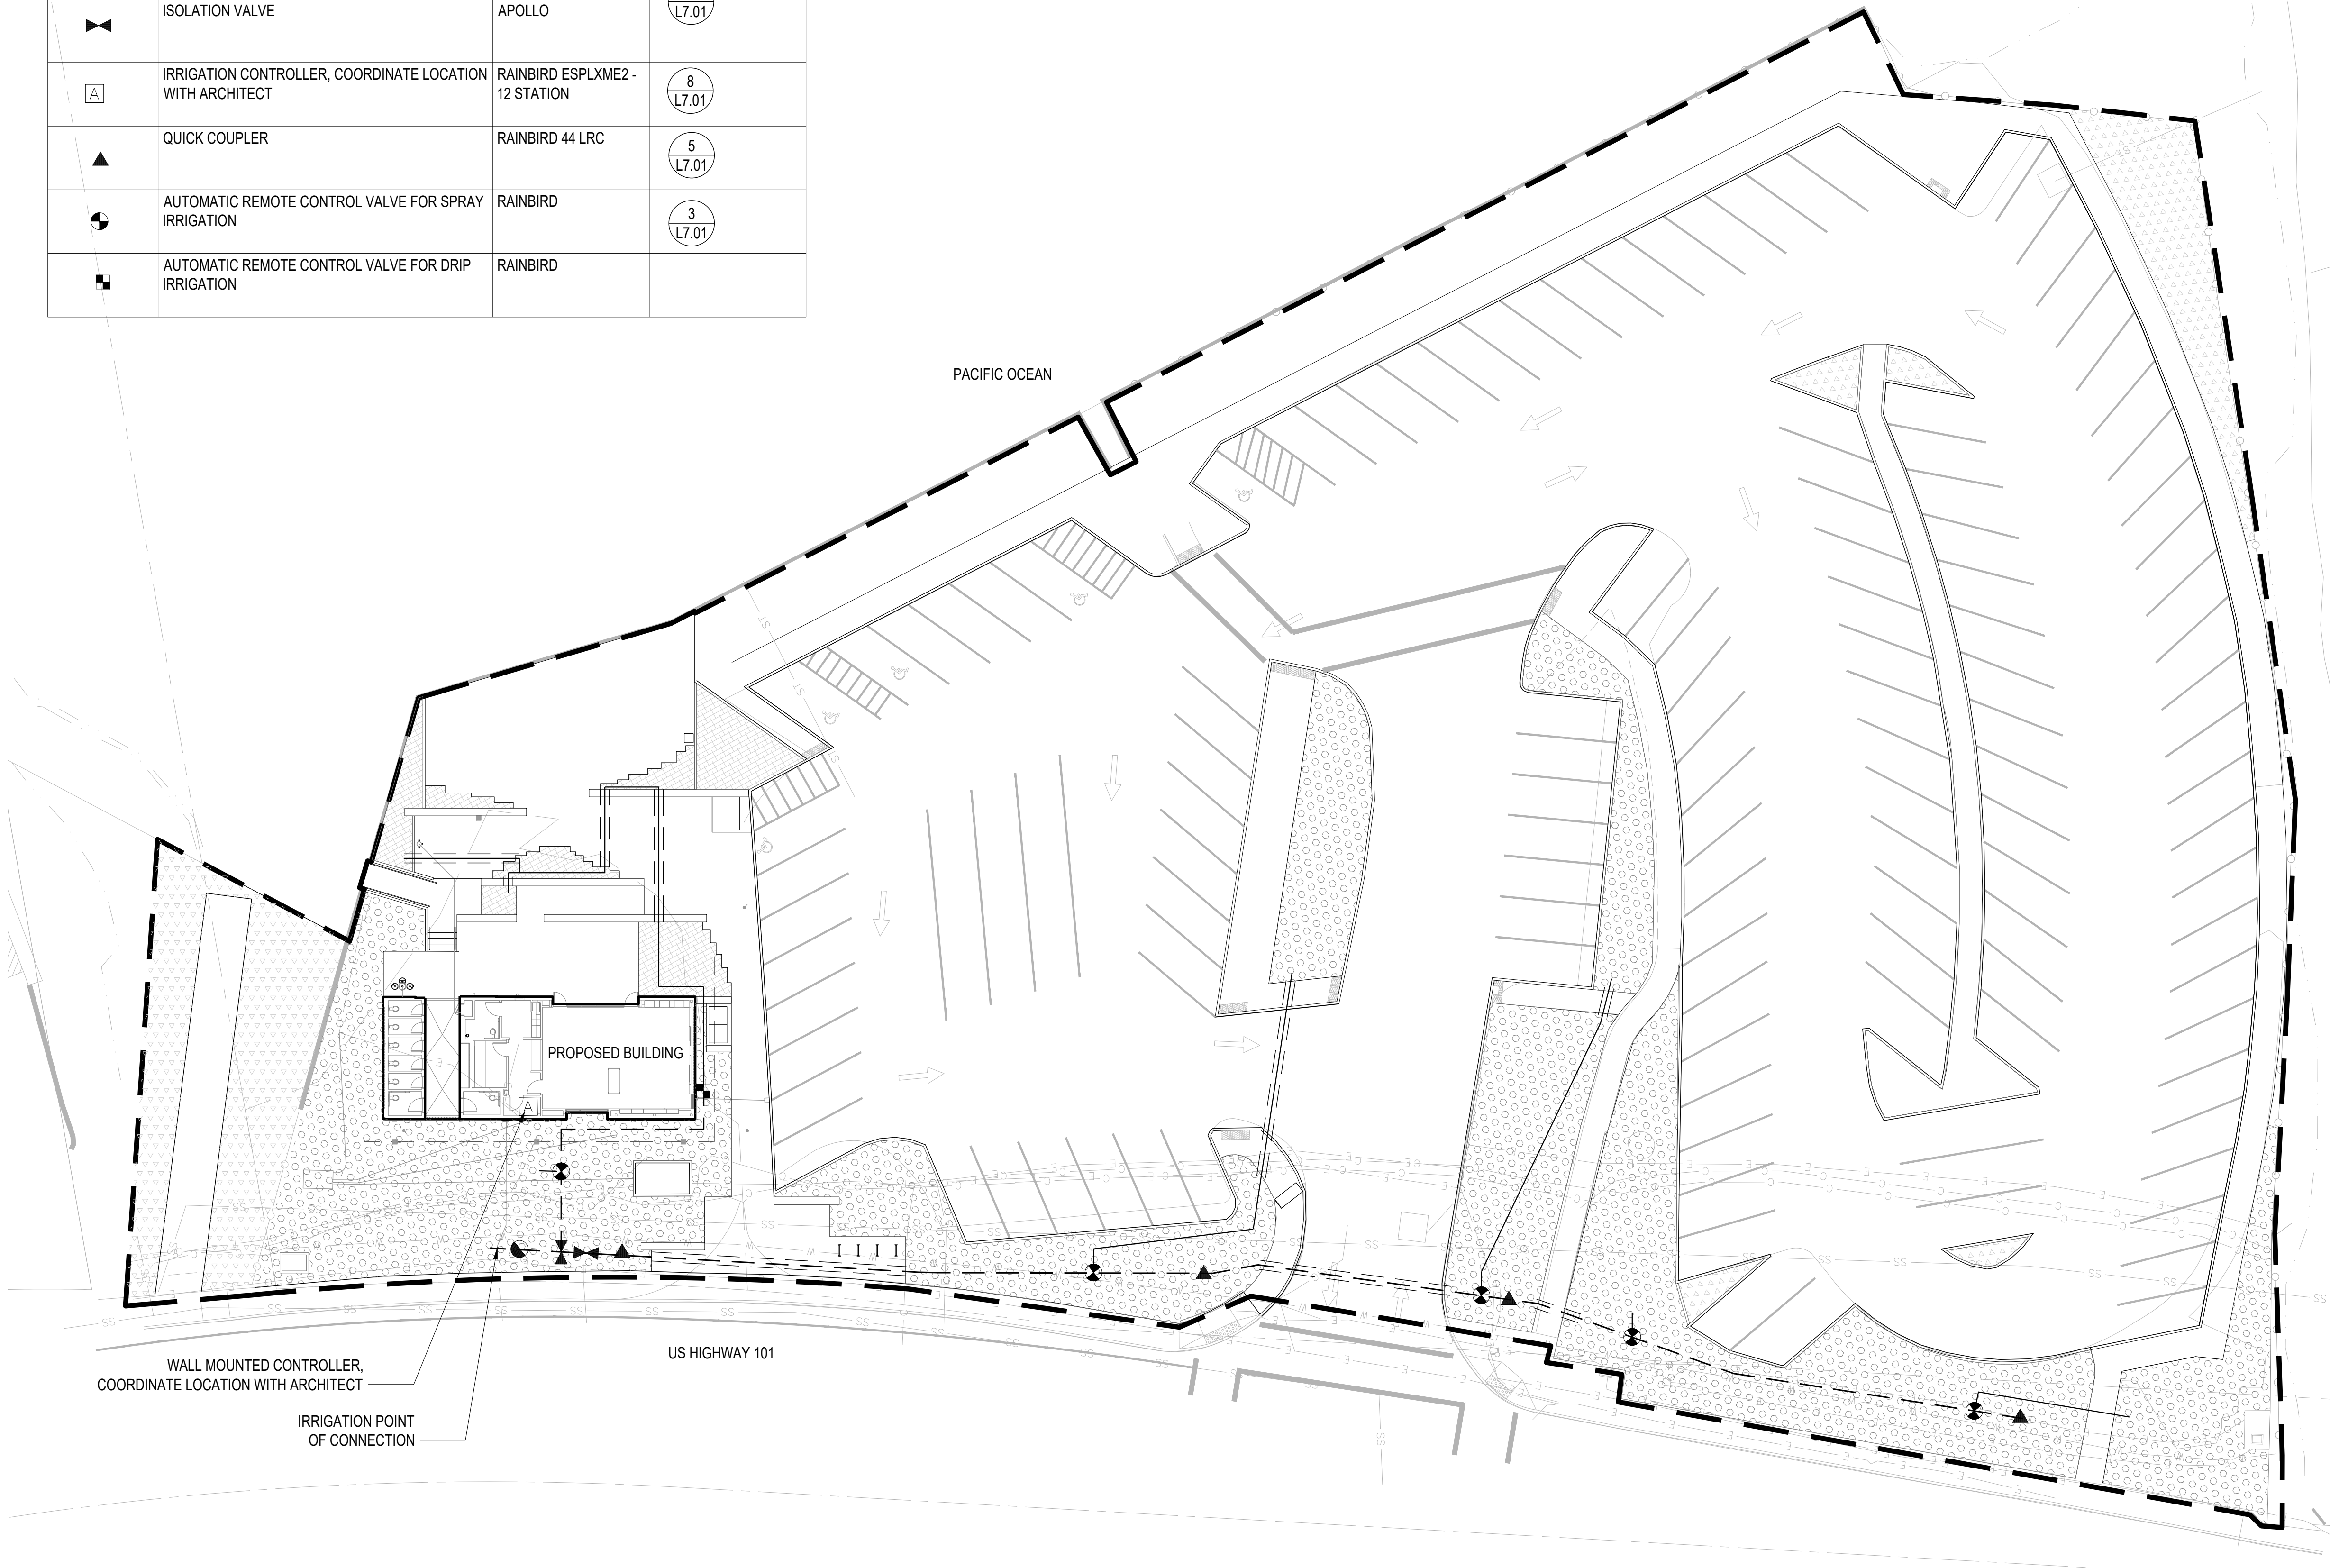 ISOLATION VALVE
APOLLO
L7.01
A
IRRIGATION CONTROLLER, COORDINATE LOCATION
WITH ARCHITECT
RAINBIRD ESPLXME2 -
12 STATION
8
L7.01
QUICK COUPLER
RAINBIRD 44 LRC
5
L7.01
AUTOMATIC REMOTE CONTROL VALVE FOR SPRAY
IRRIGATION
RAINBIRD
3
L7.01
AUTOMATIC REMOTE CONTROL VALVE FOR DRIP
IRRIGATION
RAINBIRD
PACIFIC OCEAN
PROPOSED BUILDING
A
WALL MOUNTED CONTROLLER,
COORDINATE LOCATION WITH ARCHITECT
US HIGHWAY 101
IRRIGATION POINT
OF CONNECTION